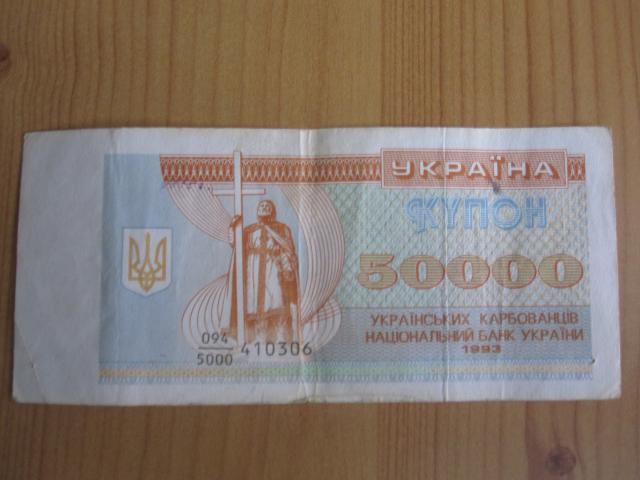 УКРАЇНА
КУПОН
50000
УКРАЇНСЬКИХ КАРБОВАНЦІВ
НАЦІОНАЛЬНИЙ БАНК УКРАЇНИ
1993
094
5000 410306